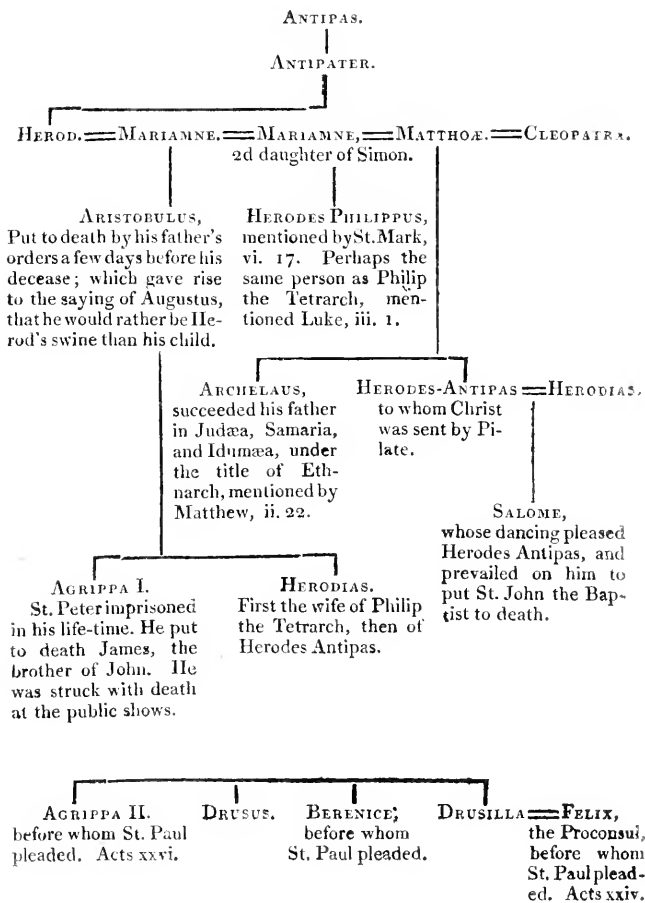 ANTIPAS.
ANTIPATER.
HEROD. MARIAMNE. MARIAMNE, MATTHOÆ. CLEOPATRA.
2d daughter of Simon.
ARISTOBULUS,
Put to death by his father's
orders a few days before his
decease; which gave rise
to the saying of Augustus,
that he would rather be He-
rod's swine than his child.
HERODES PHILIPPUS,
mentioned by St. Mark,
vi. 17. Perhaps the
same person as Philip
the Tetrarch, men-
tioned Luke, iii. 1.
ARCHELAUS,
succeeded his father
in Judæa, Samaria,
and Idumæa, under
the title of Eth-
narch, mentioned by
Matthew, ii. 22.
HERODES-ANTIPAS HERODIAS.
to whom Christ
was sent by Pi-
late.
SALOME,
whose dancing pleased
Herodes Antipas, and
prevailed on him to
put St. John the Bap-
tist to death.
AGRIPPA I.
St. Peter imprisoned
in his life-time. He put
to death James, the
brother of John. He
was struck with death
at the public shows.
HERODIAS.
First the wife of Philip
the Tetrarch, then of
Herodes Antipas.
AGRIPPA II.
before whom St. Paul
pleaded. Acts xxvi.
DRUSUS.
BERENICE;
before whom
St. Paul pleaded.
DRUSILLA FELIX,
the Proconsul,
before whom
St. Paul plead-
ed. Acts xxiv.